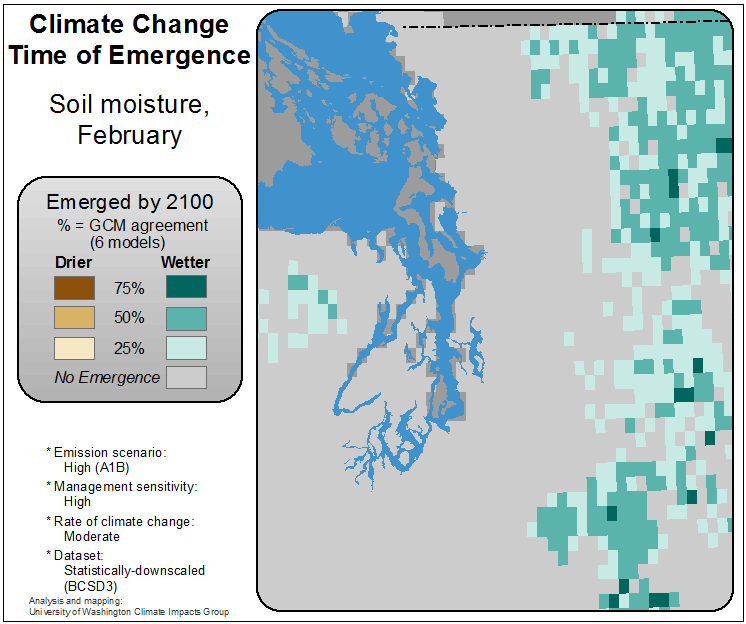 Climate Change
Time of Emergence
Soil moisture,
February
Emerged by 2100
% = GCM agreement
(6 models)
Drier Wetter
75%
50%
25%
No Emergence
* Emission scenario:
High (A1B)
* Management sensitivity:
High
* Rate of climate change:
Moderate
* Dataset:
Statistically-downscaled
(BCSD3)
Analysis and mapping:
University of Washington Climate Impacts Group